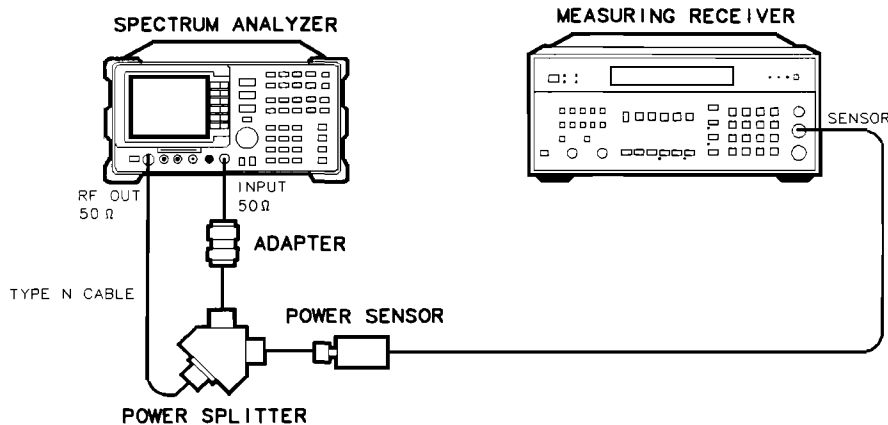 SPECTRUM ANALYZER
MEASURING RECEIVER
SENSOR
RF OUT
50 Ω
INPUT
50Ω
ADAPTER
TYPE N CABLE
POWER SENSOR
POWER SPLITTER